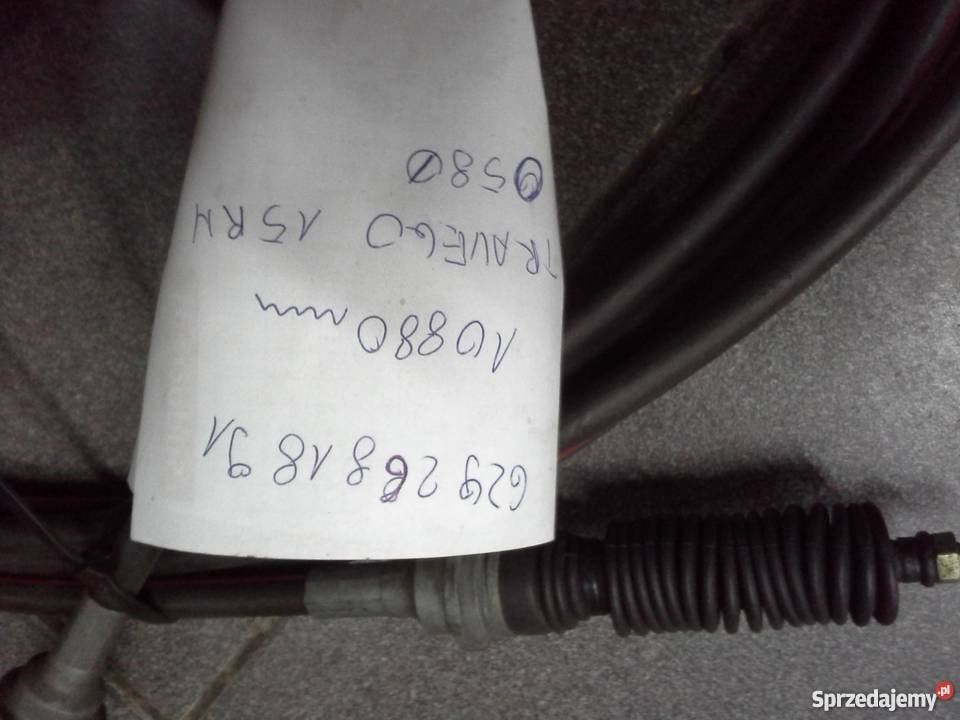 629 268 18 91
10880 mm
TRAVEGO 15RH
0580
Sprzedajemy.pl